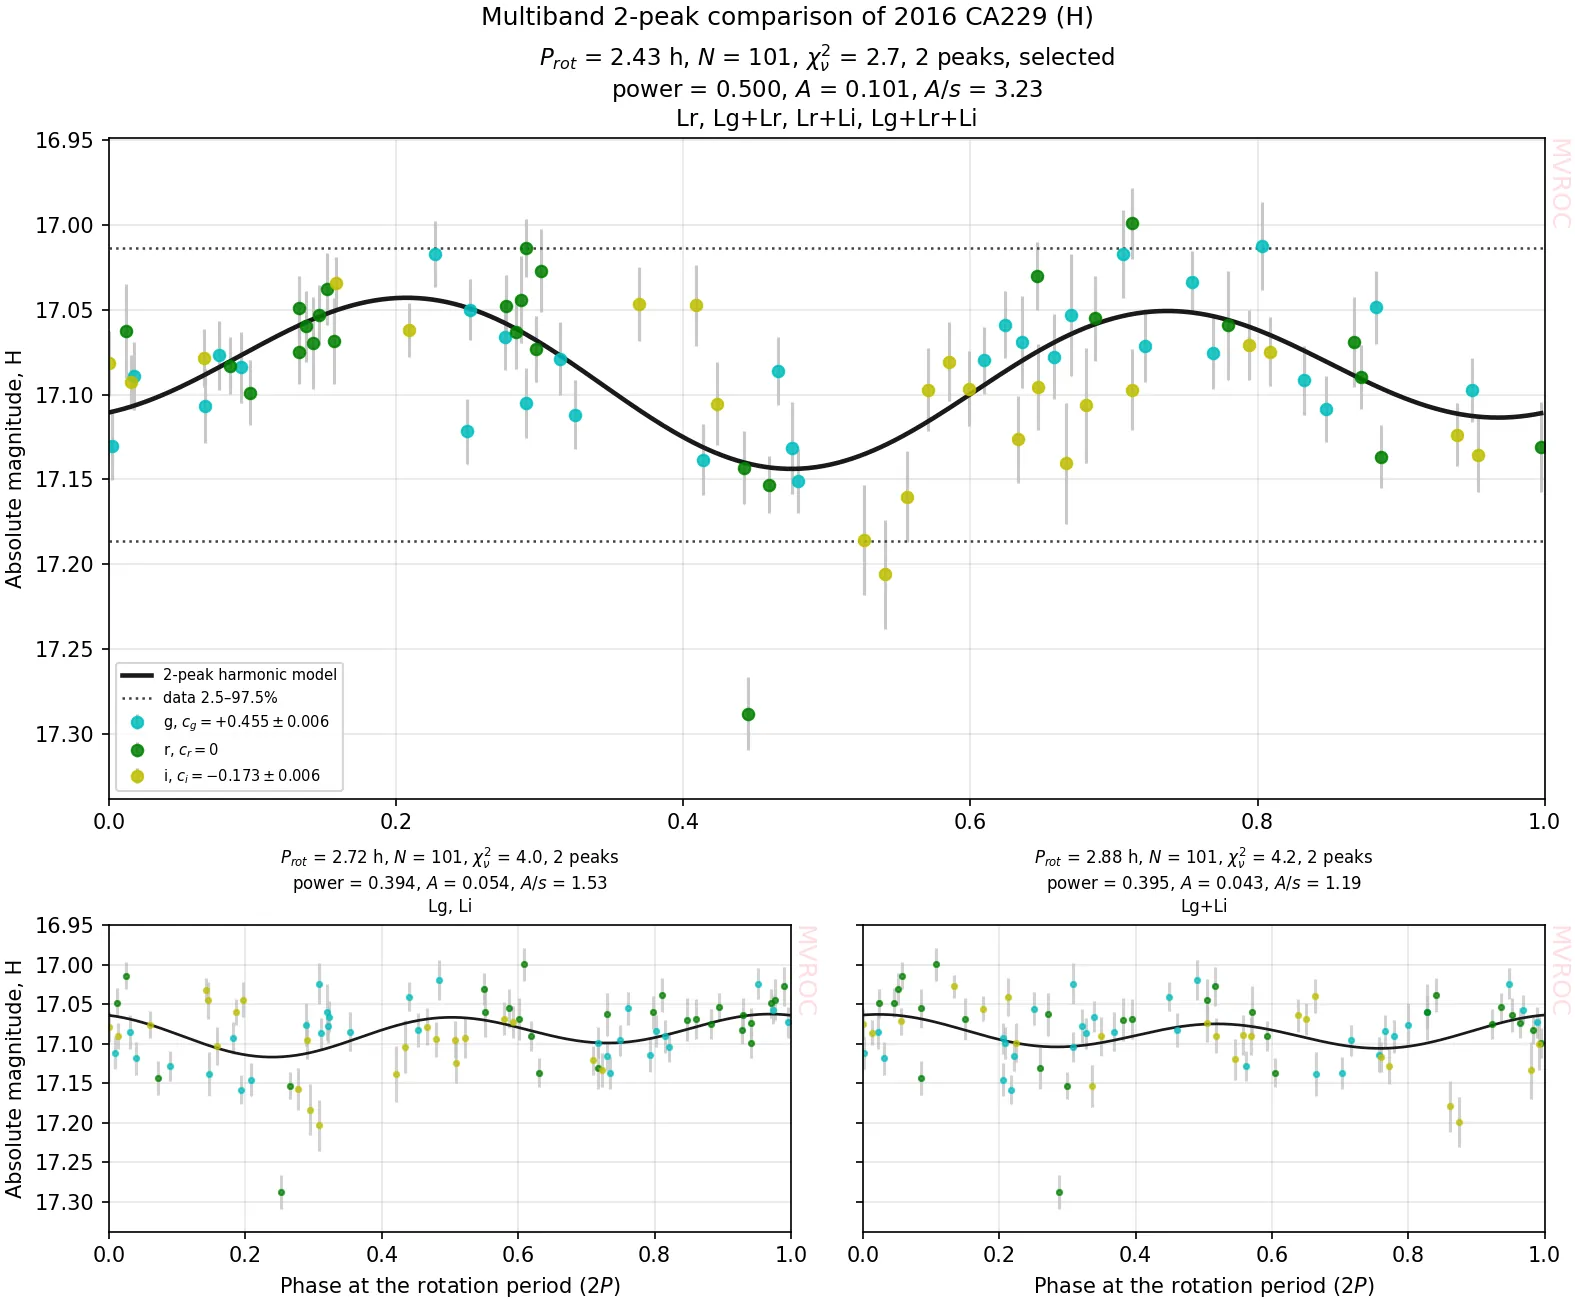 Multiband 2-peak comparison of 2016 CA229 (H)
P_rot = 2.43 h, N = 101, χ²_ν = 2.7, 2 peaks, selected
power = 0.500, A = 0.101, A/s = 3.23
Lr, Lg+Lr, Lr+Li, Lg+Lr+Li
MVROC
Absolute magnitude, H
16.95
17.00
17.05
17.10
17.15
17.20
17.25
17.30
2-peak harmonic model
data 2.5–97.5%
g, c_g = +0.455 ± 0.006
r, c_r = 0
i, c_i = −0.173 ± 0.006
0.0 0.2 0.4 0.6 0.8 1.0
P_rot = 2.72 h, N = 101, χ²_ν = 4.0, 2 peaks
power = 0.394, A = 0.054, A/s = 1.53
Lg, Li
MVROC
Absolute magnitude, H
16.95
17.00
17.05
17.10
17.15
17.20
17.25
17.30
0.0 0.2 0.4 0.6 0.8 1.0
Phase at the rotation period (2P)
P_rot = 2.88 h, N = 101, χ²_ν = 4.2, 2 peaks
power = 0.395, A = 0.043, A/s = 1.19
Lg+Li
MVROC
0.0 0.2 0.4 0.6 0.8 1.0
Phase at the rotation period (2P)